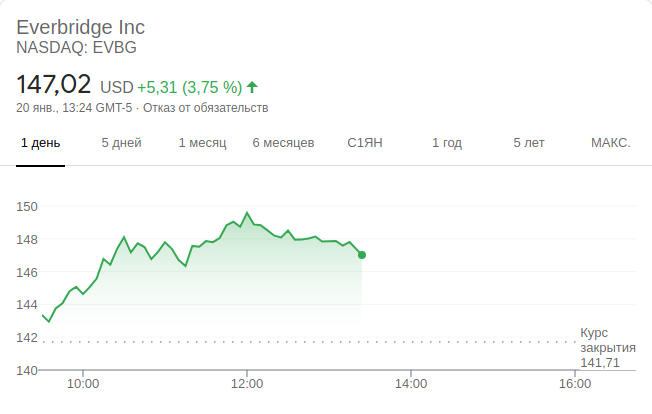 Everbridge Inc
NASDAQ: EVBG
147,02 USD +5,31 (3,75 %)
20 янв., 13:24 GMT-5 · Отказ от обязательств
1 день 5 дней 1 месяц 6 месяцев С1ЯН 1 год 5 лет МАКС.
150
148
146
144
142
140
Курс
закрытия
141,71
10:00 12:00 14:00 16:00